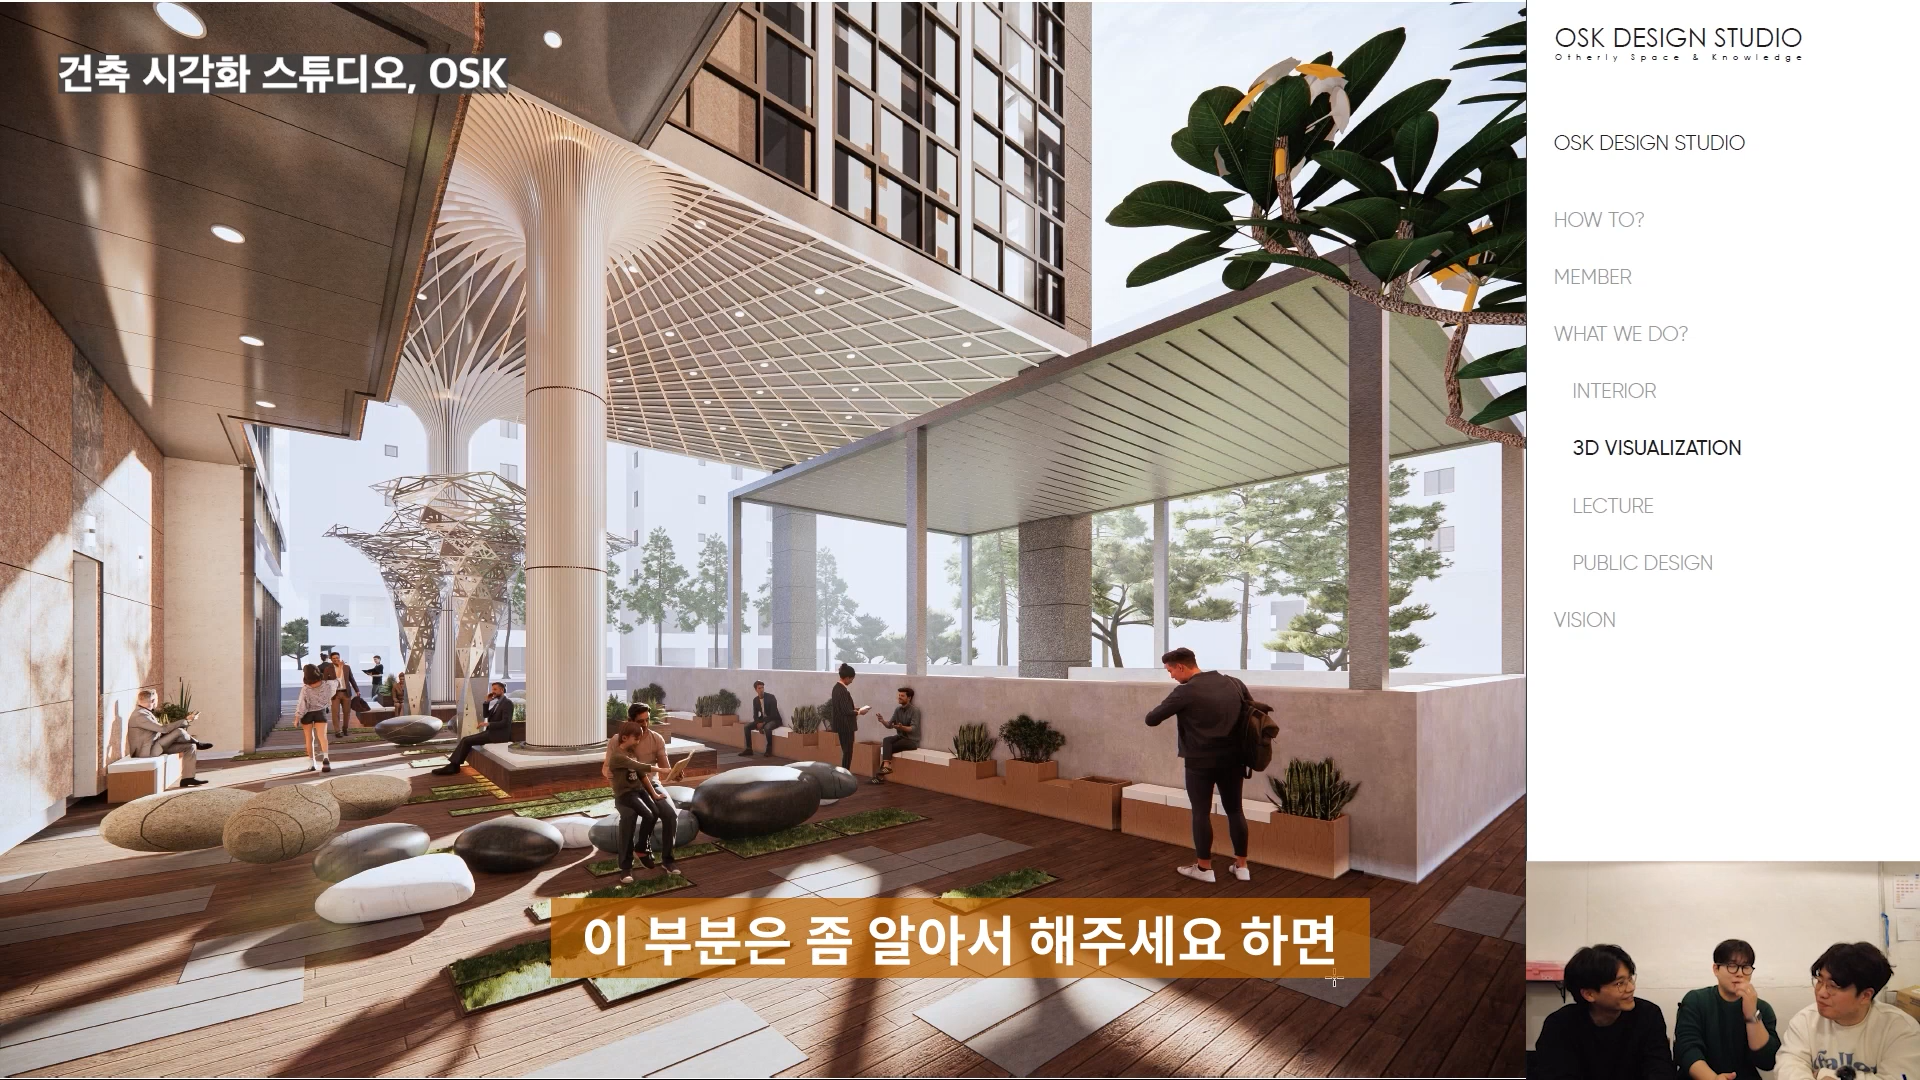 건축 시각화 스튜디오, OSK
이 부분은 좀 알아서 해주세요 하면
OSK DESIGN STUDIO
Otherly Space & Knowledge
OSK DESIGN STUDIO
HOW TO?
MEMBER
WHAT WE DO?
INTERIOR
3D VISUALIZATION
LECTURE
PUBLIC DESIGN
VISION